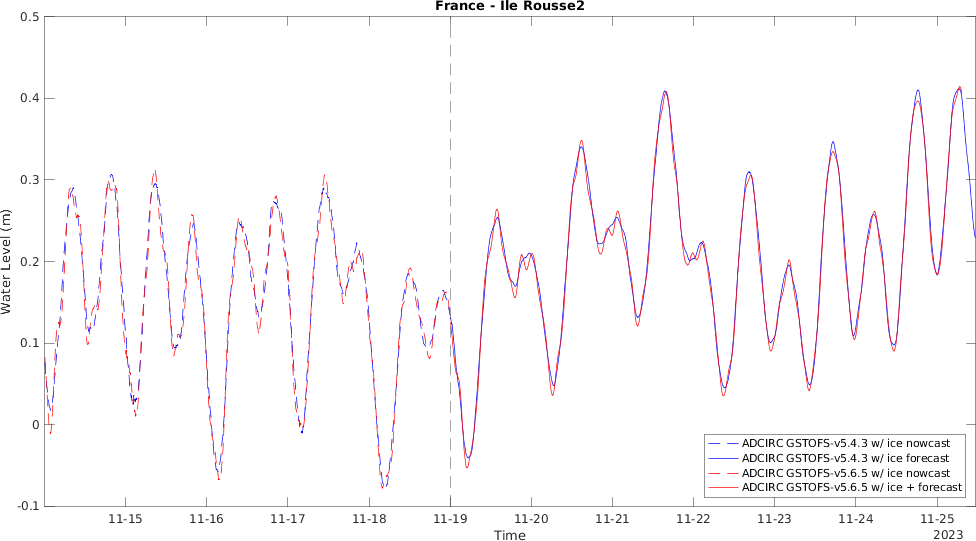 France - Ile Rousse2
0.5
0.4
0.3
0.2
0.1
0
-0.1
Water Level (m)
11-15 11-16 11-17 11-18 11-19 11-20 11-21 11-22 11-23 11-24 11-25
Time
2023
ADCIRC GSTOFS-v5.4.3 w/ ice nowcast
ADCIRC GSTOFS-v5.4.3 w/ ice forecast
ADCIRC GSTOFS-v5.6.5 w/ ice nowcast
ADCIRC GSTOFS-v5.6.5 w/ ice + forecast